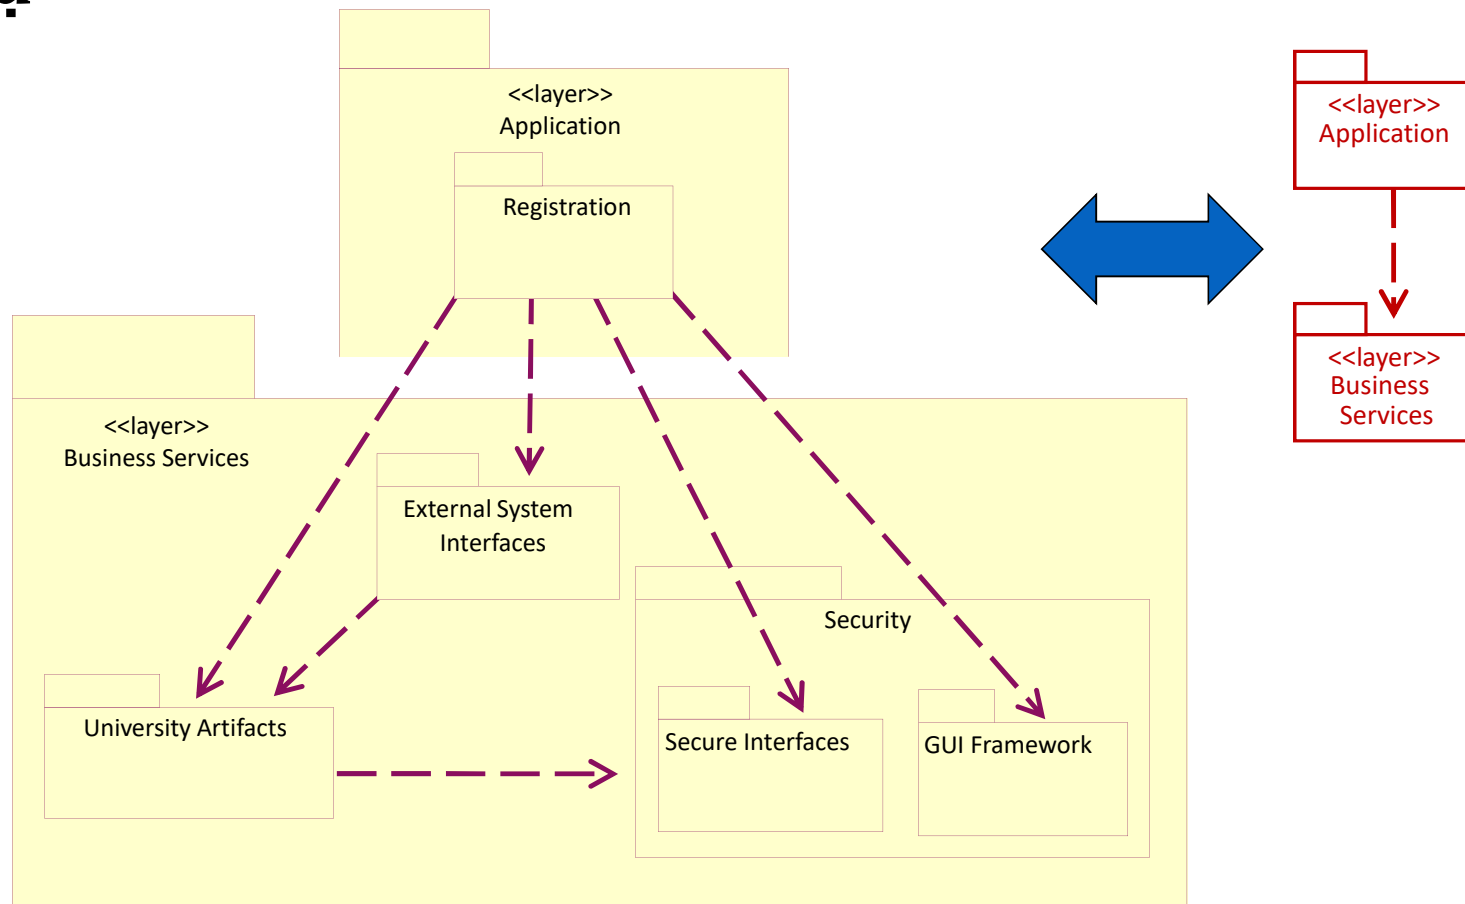 <<layer>>
Application
Registration
<<layer>>
Business Services
External System
Interfaces
Security
University Artifacts
Secure Interfaces
GUI Framework
<<layer>>
Application
<<layer>>
Business
Services